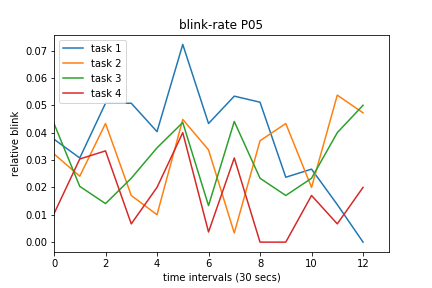 blink-rate P05
task 1
task 2
task 3
task 4
relative blink
0.07
0.06
0.05
0.04
0.03
0.02
0.01
0.00
0 2 4 6 8 10 12
time intervals (30 secs)